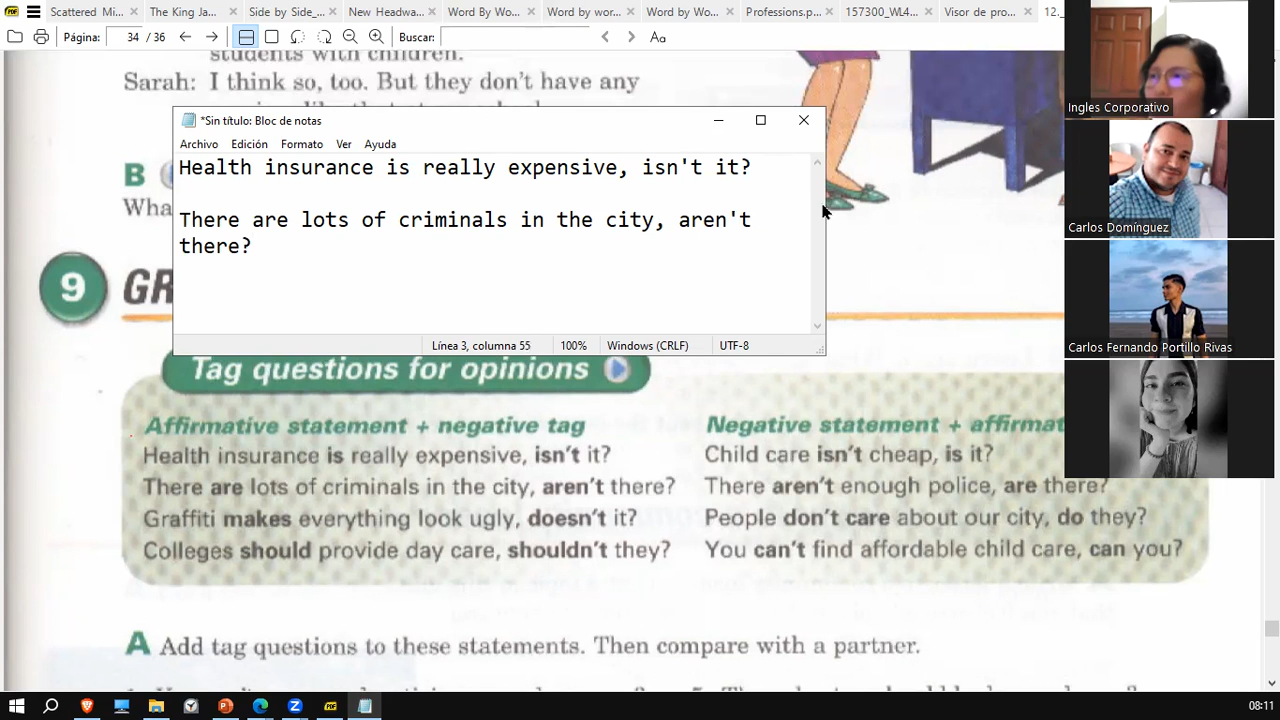 Scattered Mi...
The King Ja...
Side by Side_...
New Headwa...
Word By Wo...
Word by wor...
Word by Wo...
Professions.p...
157300_WL4...
Visor de pro...
12._
Página: 34 / 36
Buscar:
Aa
students with children.
Sarah: I think so, too. But they don't have any
*Sin título: Bloc de notas
Archivo Edición Formato Ver Ayuda
Health insurance is really expensive, isn't it?
There are lots of criminals in the city, aren't
there?
Línea 3, columna 55 100% Windows (CRLF) UTF-8
B
Wha
9 GR
Tag questions for opinions
Affirmative statement + negative tag
Health insurance is really expensive, isn't it?
There are lots of criminals in the city, aren't there?
Graffiti makes everything look ugly, doesn't it?
Colleges should provide day care, shouldn't they?
Negative statement + affirmat
Child care isn't cheap, is it?
There aren't enough police, are there?
People don't care about our city, do they?
You can't find affordable child care, can you?
A Add tag questions to these statements. Then compare with a partner.
Ingles Corporativo
Carlos Domínguez
Carlos Fernando Portillo Rivas
08:11